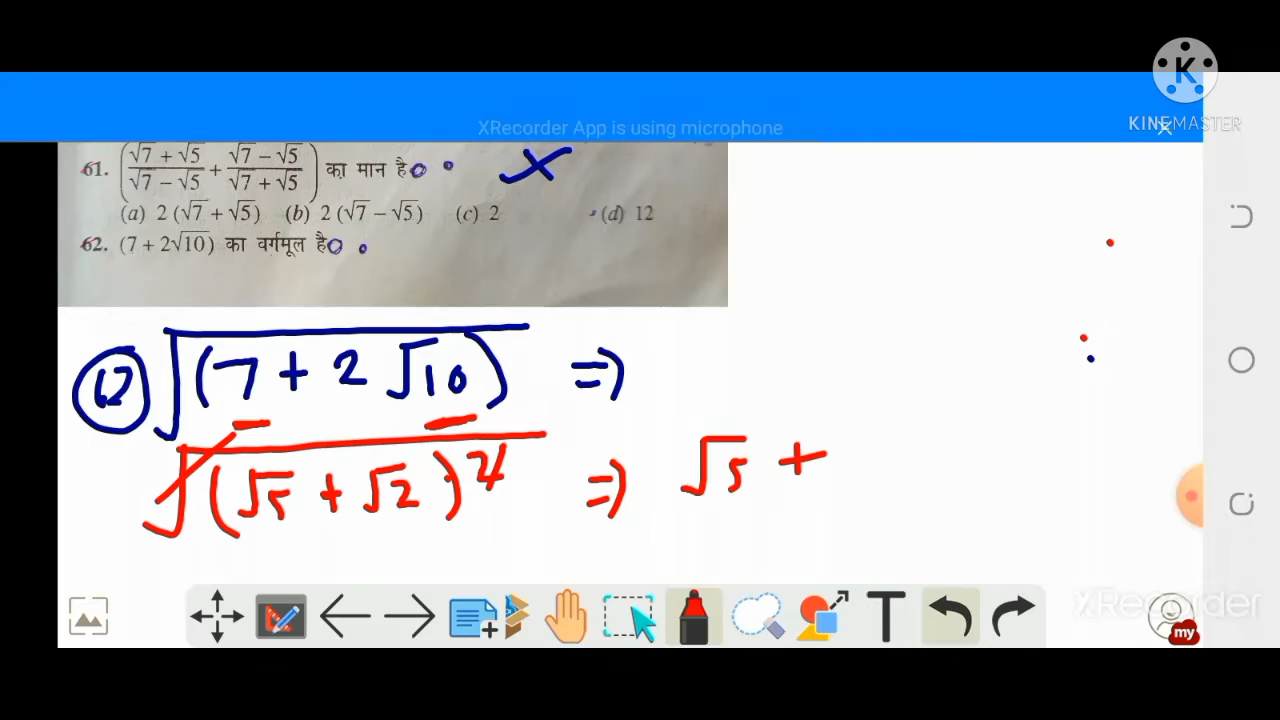 K
KINEMASTER
XRecorder App is using microphone
61. (√7 + √5 / √7 − √5 + √7 − √5 / √7 + √5) का मान है
(a) 2 (√7 + √5) (b) 2 (√7 − √5) (c) 2 (d) 12
62. (7 + 2√10) का वर्गमूल है
62 √(7 + 2 √10) ⇒
√(√5 + √2)² ⇒ √5 +
T
XRecorder
my